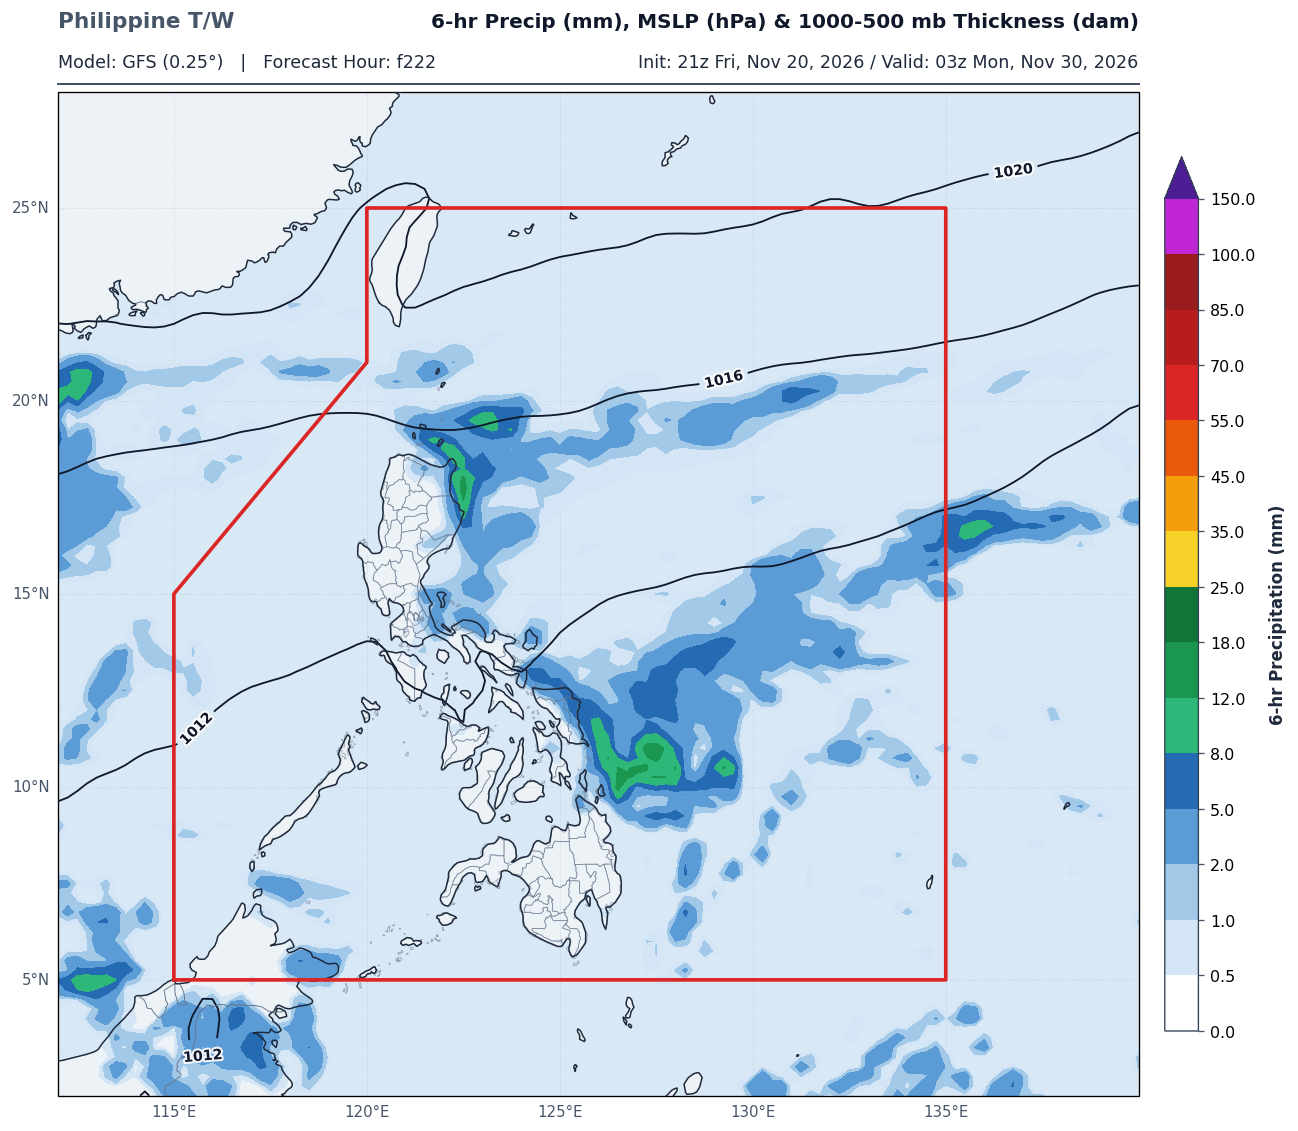 Philippine T/W
6-hr Precip (mm), MSLP (hPa) & 1000-500 mb Thickness (dam)
Model: GFS (0.25°) | Forecast Hour: f222
Init: 21z Fri, Nov 20, 2026 / Valid: 03z Mon, Nov 30, 2026
1020
1016
1012
1012
25°N
20°N
15°N
10°N
5°N
115°E
120°E
125°E
130°E
135°E
150.0
100.0
85.0
70.0
55.0
45.0
35.0
25.0
18.0
12.0
8.0
5.0
2.0
1.0
0.5
0.0
6-hr Precipitation (mm)